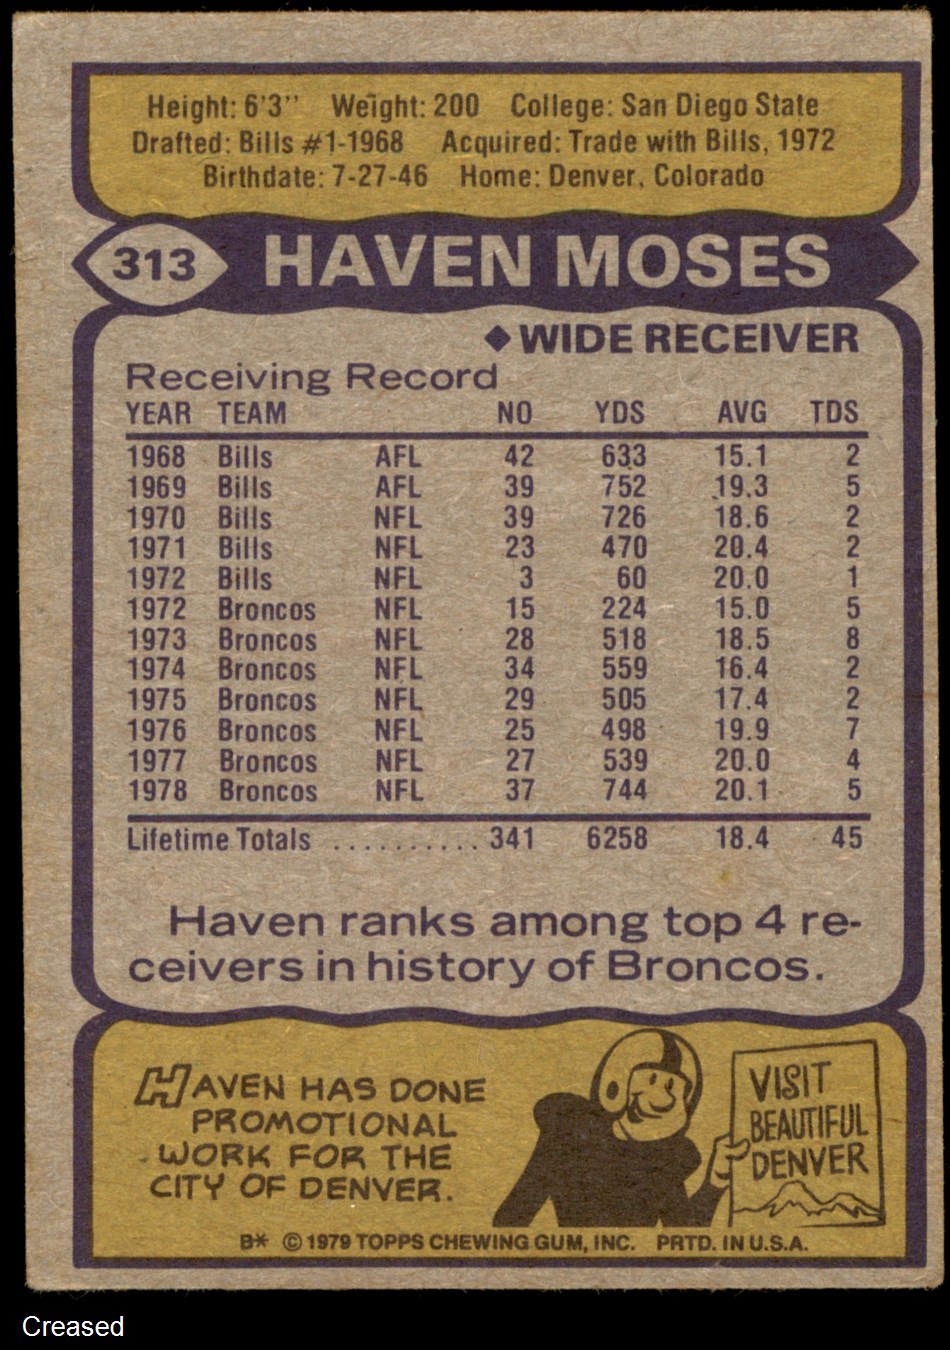 Height: 6'3" Weight: 200 College: San Diego State
Drafted: Bills #1-1968 Acquired: Trade with Bills, 1972
Birthdate: 7-27-46 Home: Denver, Colorado
313 HAVEN MOSES
◆ WIDE RECEIVER
Receiving Record
YEAR TEAM NO YDS AVG TDS
1968 Bills AFL 42 633 15.1 2
1969 Bills AFL 39 752 19.3 5
1970 Bills NFL 39 726 18.6 2
1971 Bills NFL 23 470 20.4 2
1972 Bills NFL 3 60 20.0 1
1972 Broncos NFL 15 224 15.0 5
1973 Broncos NFL 28 518 18.5 8
1974 Broncos NFL 34 559 16.4 2
1975 Broncos NFL 29 505 17.4 2
1976 Broncos NFL 25 498 19.9 7
1977 Broncos NFL 27 539 20.0 4
1978 Broncos NFL 37 744 20.1 5
Lifetime Totals .......... 341 6258 18.4 45
Haven ranks among top 4 re-
ceivers in history of Broncos.
HAVEN HAS DONE
PROMOTIONAL
WORK FOR THE
CITY OF DENVER.
VISIT
BEAUTIFUL
DENVER
B* © 1979 TOPPS CHEWING GUM, INC. PRTD. IN U.S.A.
Creased